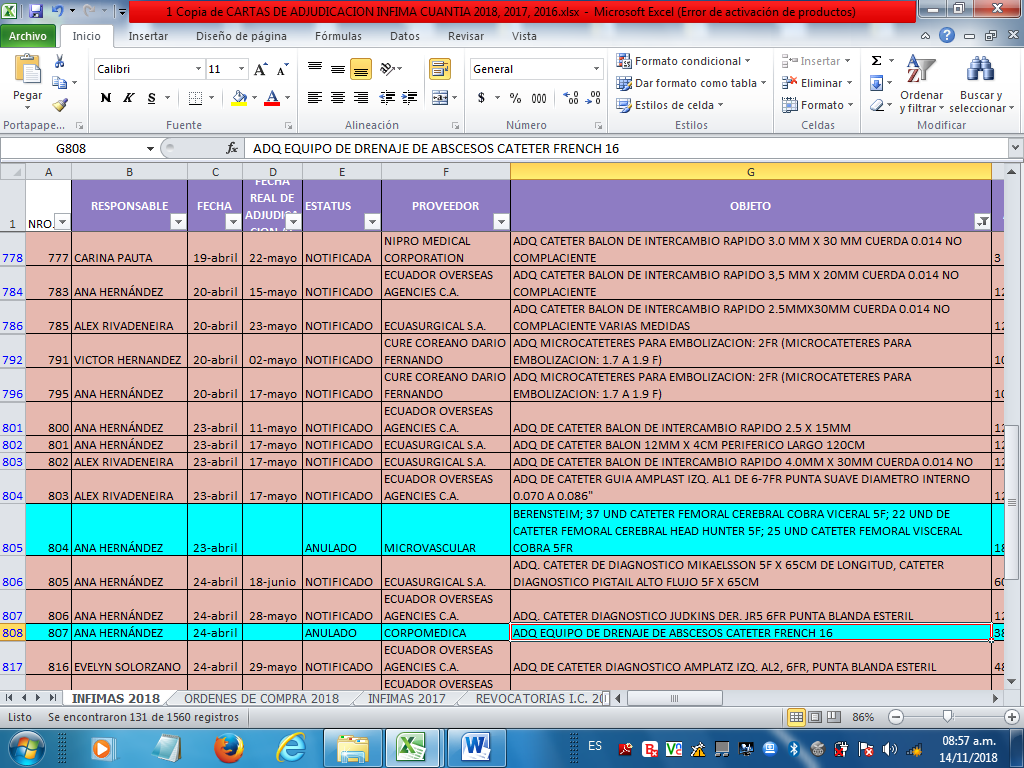 1 Copia de CARTAS DE ADJUDICACION INFIMA CUANTIA 2018, 2017, 2016.xlsx - Microsoft Excel (Error de activación de productos)
Archivo Inicio Insertar Diseño de página Fórmulas Datos Revisar Vista
Pegar
Calibri 11
N K S
General
$ % 000
Formato condicional
Dar formato como tabla
Estilos de celda
Insertar
Eliminar
Formato
Σ
Ordenar y filtrar
Buscar y seleccionar
Portapape... Fuente Alineación Número Estilos Celdas Modificar
G808 fx ADQ EQUIPO DE DRENAJE DE ABSCESOS CATETER FRENCH 16
A B C D E F G
1 NRO. RESPONSABLE FECHA FECHA REAL DE ADJUDICA CION ESTATUS PROVEEDOR OBJETO
778 777 CARINA PAUTA 19-abril 22-mayo NOTIFICADA NIPRO MEDICAL CORPORATION ADQ CATETER BALON DE INTERCAMBIO RAPIDO 3.0 MM X 30 MM CUERDA 0.014 NO COMPLACIENTE 3
784 783 ANA HERNÁNDEZ 20-abril 15-mayo NOTIFICADO ECUADOR OVERSEAS AGENCIES C.A. ADQ CATETER BALON DE INTERCAMBIO RAPIDO 3,5 MM X 20MM CUERDA 0.014 NO COMPLACIENTE 12
786 785 ALEX RIVADENEIRA 20-abril 23-mayo NOTIFICADO ECUASURGICAL S.A. ADQ CATETER BALON DE INTERCAMBIO RAPIDO 2.5MMX30MM CUERDA 0.014 NO COMPLACIENTE VARIAS MEDIDAS 12
792 791 VICTOR HERNANDEZ 20-abril 02-mayo NOTIFICADO CURE COREANO DARIO FERNANDO ADQ MICROCATETERES PARA EMBOLIZACION: 2FR (MICROCATETERES PARA EMBOLIZACION: 1.7 A 1.9 F) 10
796 795 ANA HERNÁNDEZ 20-abril 17-mayo NOTIFICADO CURE COREANO DARIO FERNANDO ADQ MICROCATETERES PARA EMBOLIZACION: 2FR (MICROCATETERES PARA EMBOLIZACION: 1.7 A 1.9 F) 10
801 800 ANA HERNÁNDEZ 23-abril 11-mayo NOTIFICADO ECUADOR OVERSEAS AGENCIES C.A. ADQ DE CATETER BALON DE INTERCAMBIO RAPIDO 2.5 X 15MM 12
802 801 ANA HERNÁNDEZ 23-abril 17-mayo NOTIFICADO ECUASURGICAL S.A. ADQ DE CATETER BALON 12MM X 4CM PERIFERICO LARGO 120CM 12
803 802 ALEX RIVADENEIRA 23-abril 17-mayo NOTIFICADO ECUASURGICAL S.A. ADQ DE CATETER BALON DE INTERCAMBIO RAPIDO 4.0MM X 30MM CUERDA 0.014 NO 12
804 803 ALEX RIVADENEIRA 23-abril 17-mayo NOTIFICADO ECUADOR OVERSEAS AGENCIES C.A. ADQ DE CATETER GUIA AMPLAST IZQ. AL1 DE 6-7FR PUNTA SUAVE DIAMETRO INTERNO 0.070 A 0.086" 12
805 804 ANA HERNÁNDEZ 23-abril ANULADO MICROVASCULAR BERENSTEIM; 37 UND CATETER FEMORAL CEREBRAL COBRA VICERAL 5F; 22 UND DE CATETER FEMORAL CEREBRAL HEAD HUNTER 5F; 25 UND CATETER FEMORAL VISCERAL COBRA 5FR 18
806 805 ANA HERNÁNDEZ 24-abril 18-junio NOTIFICADO ECUASURGICAL S.A. ADQ. CATETER DE DIAGNOSTICO MIKAELSSON 5F X 65CM DE LONGITUD, CATETER DIAGNOSTICO PIGTAIL ALTO FLUJO 5F X 65CM 60
807 806 ANA HERNÁNDEZ 24-abril 28-mayo NOTIFICADO ECUADOR OVERSEAS AGENCIES C.A. ADQ. CATETER DIAGNOSTICO JUDKINS DER. JR5 6FR PUNTA BLANDA ESTERIL 12
808 807 ANA HERNÁNDEZ 24-abril ANULADO CORPOMEDICA ADQ EQUIPO DE DRENAJE DE ABSCESOS CATETER FRENCH 16 38
817 816 EVELYN SOLORZANO 24-abril 29-mayo NOTIFICADO ECUADOR OVERSEAS AGENCIES C.A. ADQ DE CATETER DIAGNOSTICO AMPLATZ IZQ. AL2, 6FR, PUNTA BLANDA ESTERIL 48
ECUADOR OVERSEAS
INFIMAS 2018 ORDENES DE COMPRA 2018 INFIMAS 2017 REVOCATORIAS I.C. 20
Listo Se encontraron 131 de 1560 registros 86%
ES 08:57 a.m.
14/11/2018